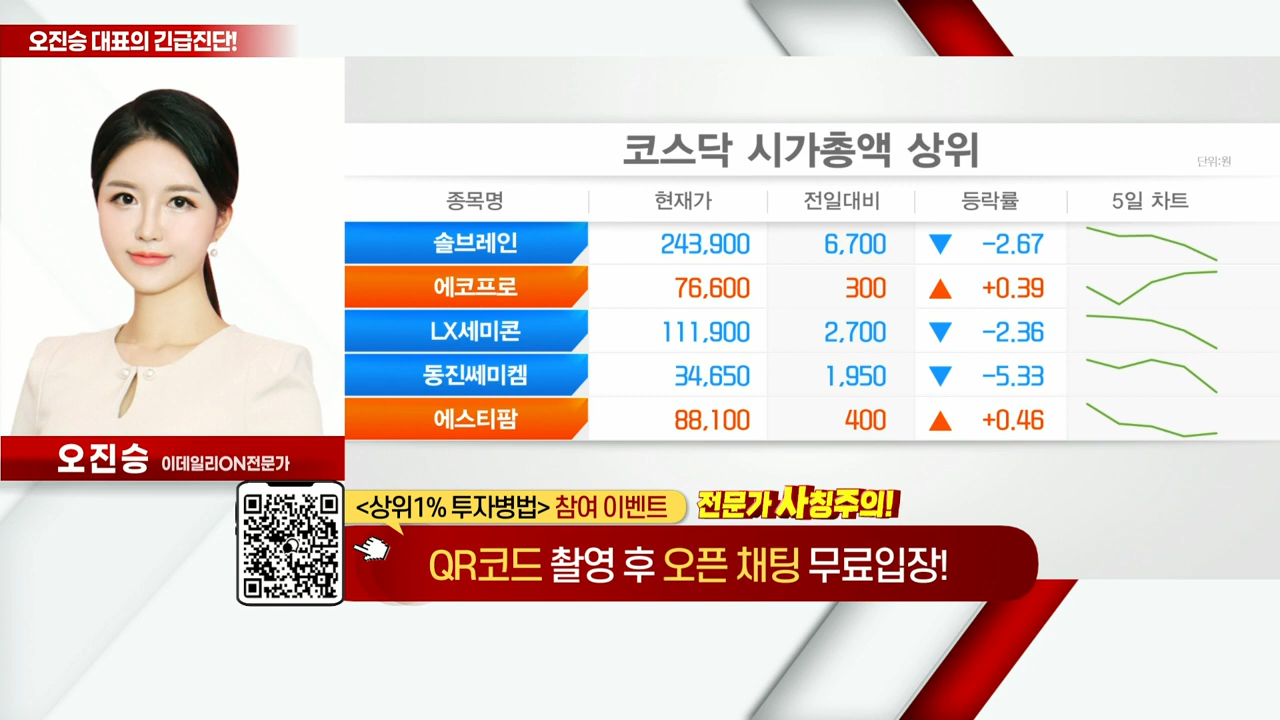 오진승 대표의 긴급진단!
코스닥 시가총액 상위
단위:원
종목명 현재가 전일대비 등락률 5일 차트
솔브레인 243,900 6,700 ▼ -2.67
에코프로 76,600 300 ▲ +0.39
LX세미콘 111,900 2,700 ▼ -2.36
동진쎄미켐 34,650 1,950 ▼ -5.33
에스티팜 88,100 400 ▲ +0.46
오진승 이데일리ON전문가
<상위1% 투자병법> 참여 이벤트 전문가 사칭주의!
QR코드 촬영 후 오픈 채팅 무료입장!